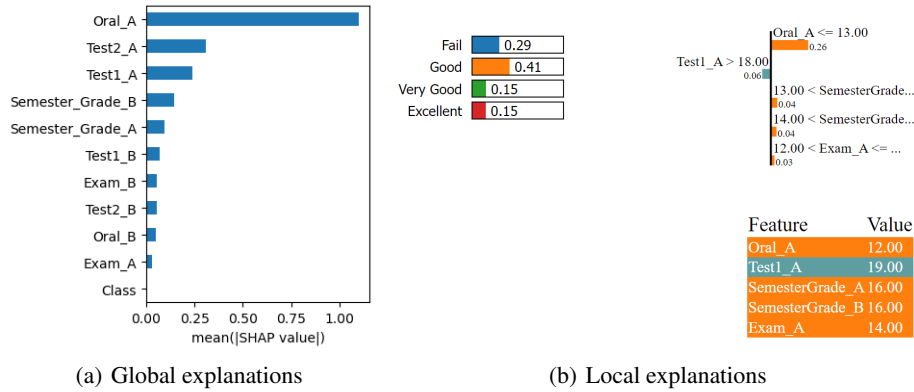 Oral_A
Test2_A
Test1_A
Semester_Grade_B
Semester_Grade_A
Test1_B
Exam_B
Test2_B
Oral_B
Exam_A
Class
0.00 0.25 0.50 0.75 1.00
mean(|SHAP value|)
(a) Global explanations
Fail 0.29
Good 0.41
Very Good 0.15
Excellent 0.15
Oral_A <= 13.00
0.26
Test1_A > 18.00
0.06
13.00 < SemesterGrade...
0.04
14.00 < SemesterGrade...
0.04
12.00 < Exam_A <= ...
0.03
Feature Value
Oral_A 12.00
Test1_A 19.00
SemesterGrade_A 16.00
SemesterGrade_B 16.00
Exam_A 14.00
(b) Local explanations